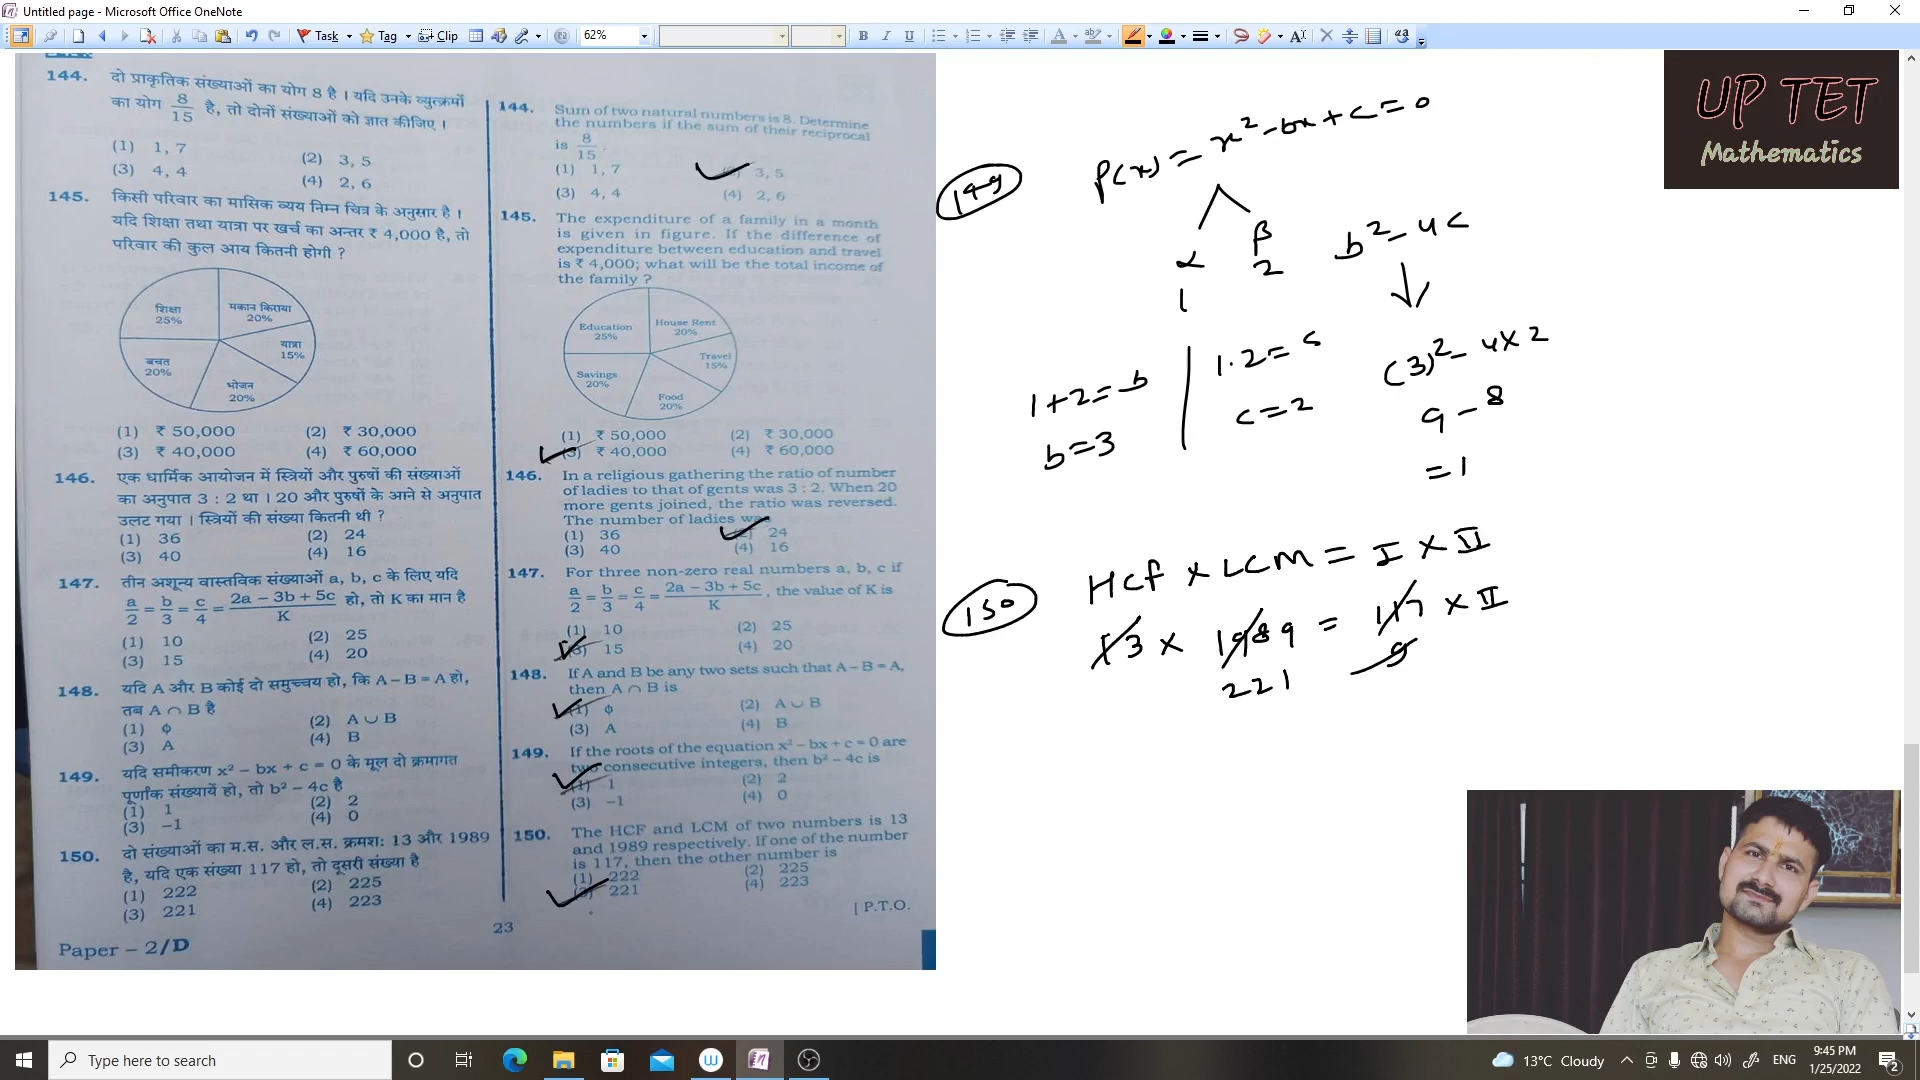 Untitled page - Microsoft Office OneNote
Task
Tag
Clip
62%
B I U
144. दो प्राकृतिक संख्याओं का योग 8 है । यदि उनके व्युत्क्रमों
का योग 8/15 है, तो दोनों संख्याओं को ज्ञात कीजिए ।
(1) 1, 7 (2) 3, 5
(3) 4, 4 (4) 2, 6
145. किसी परिवार का मासिक व्यय निम्न चित्र के अनुसार है ।
यदि शिक्षा तथा यात्रा पर खर्च का अन्तर ₹ 4,000 है, तो
परिवार की कुल आय कितनी होगी ?
शिक्षा 25%
मकान किराया 20%
यात्रा 15%
बचत 20%
भोजन 20%
(1) ₹ 50,000 (2) ₹ 30,000
(3) ₹ 40,000 (4) ₹ 60,000
146. एक धार्मिक आयोजन में स्त्रियों और पुरुषों की संख्याओं
का अनुपात 3 : 2 था । 20 और पुरुषों के आने से अनुपात
उलट गया । स्त्रियों की संख्या कितनी थी ?
(1) 36 (2) 24
(3) 40 (4) 16
147. तीन अशून्य वास्तविक संख्याओं a, b, c के लिए यदि
a/2 = b/3 = c/4 = (2a – 3b + 5c)/K हो, तो K का मान है
(1) 10 (2) 25
(3) 15 (4) 20
148. यदि A और B कोई दो समुच्चय हो, कि A – B = A हो,
तब A ∩ B है
(1) ϕ (2) A ∪ B
(3) A (4) B
149. यदि समीकरण x² – bx + c = 0 के मूल दो क्रमागत
पूर्णांक संख्यायें हो, तो b² – 4c है
(1) 1 (2) 2
(3) –1 (4) 0
150. दो संख्याओं का म.स. और ल.स. क्रमशः 13 और 1989
है, यदि एक संख्या 117 हो, तो दूसरी संख्या है
(1) 222 (2) 225
(3) 221 (4) 223
Paper – 2/D
23
144. Sum of two natural numbers is 8. Determine
the numbers if the sum of their reciprocal
is 8/15.
(1) 1, 7 3, 5
(3) 4, 4 (4) 2, 6
145. The expenditure of a family in a month
is given in figure. If the difference of
expenditure between education and travel
is ₹ 4,000; what will be the total income of
the family ?
Education 25%
House Rent 20%
Travel 15%
Savings 20%
Food 20%
(1) ₹ 50,000 (2) ₹ 30,000
(3) ₹ 40,000 (4) ₹ 60,000
146. In a religious gathering the ratio of number
of ladies to that of gents was 3 : 2. When 20
more gents joined, the ratio was reversed.
The number of ladies was
(1) 36 (2) 24
(3) 40 (4) 16
147. For three non-zero real numbers a, b, c if
a/2 = b/3 = c/4 = (2a – 3b + 5c)/K, the value of K is
(1) 10 (2) 25
(3) 15 (4) 20
148. If A and B be any two sets such that A – B = A,
then A ∩ B is
(1) ϕ (2) A ∪ B
(3) A (4) B
149. If the roots of the equation x² – bx + c = 0 are
two consecutive integers, then b² – 4c is
(1) 1 (2) 2
(3) –1 (4) 0
150. The HCF and LCM of two numbers is 13
and 1989 respectively. If one of the number
is 117, then the other number is
(1) 222 (2) 225
(3) 221 (4) 223
[ P.T.O.
149
P(x) = x² – bx + c = 0
α β
1 2
b² – 4c
1 + 2 = b
b = 3
1 · 2 = c
c = 2
(3)² – 4 x 2
9 – 8
= 1
150
HCF x LCM = I x II
13 x 1989 = 117 x II
221 9
UP TET
Mathematics
Type here to search
13°C Cloudy
ENG
9:45 PM
1/25/2022
2